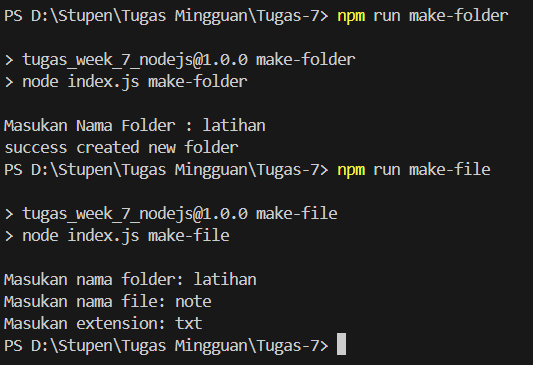 PS D:\Stupen\Tugas Mingguan\Tugas-7> npm run make-folder
> tugas_week_7_nodejs@1.0.0 make-folder
> node index.js make-folder
Masukan Nama Folder : latihan
success created new folder
PS D:\Stupen\Tugas Mingguan\Tugas-7> npm run make-file
> tugas_week_7_nodejs@1.0.0 make-file
> node index.js make-file
Masukan nama folder: latihan
Masukan nama file: note
Masukan extension: txt
PS D:\Stupen\Tugas Mingguan\Tugas-7>